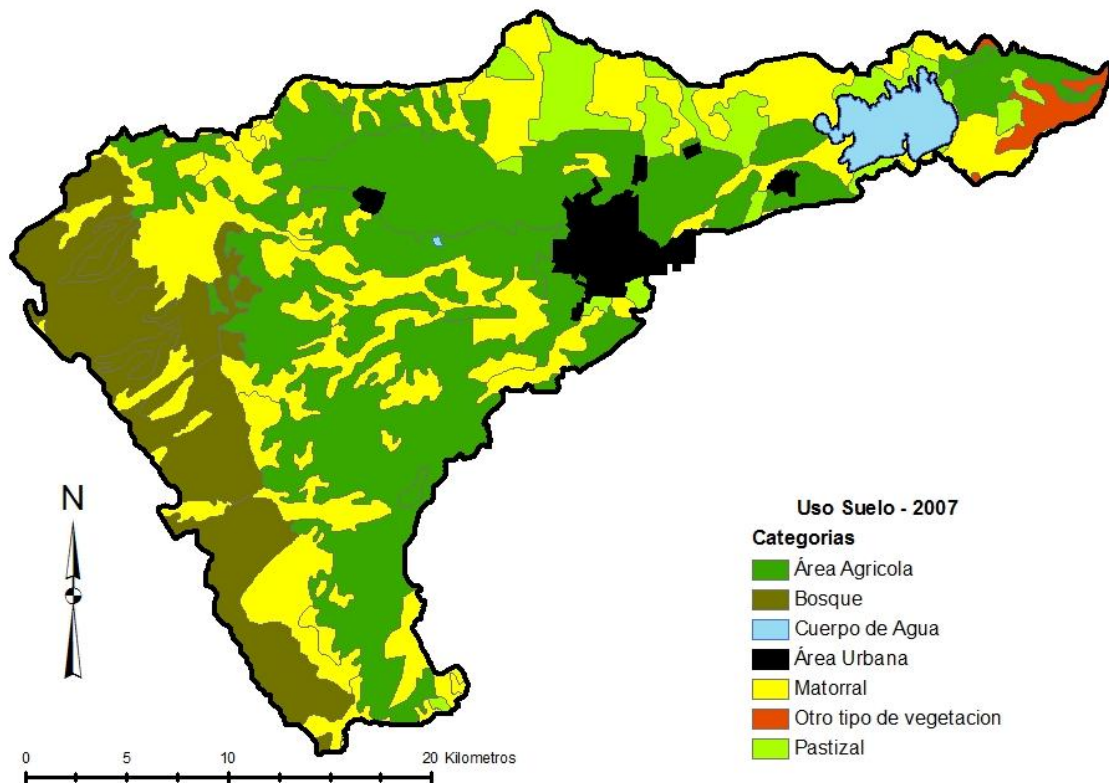 N
Uso Suelo - 2007
Categorias
Área Agricola
Bosque
Cuerpo de Agua
Área Urbana
Matorral
Otro tipo de vegetacion
Pastizal
0 5 10 20 Kilometros